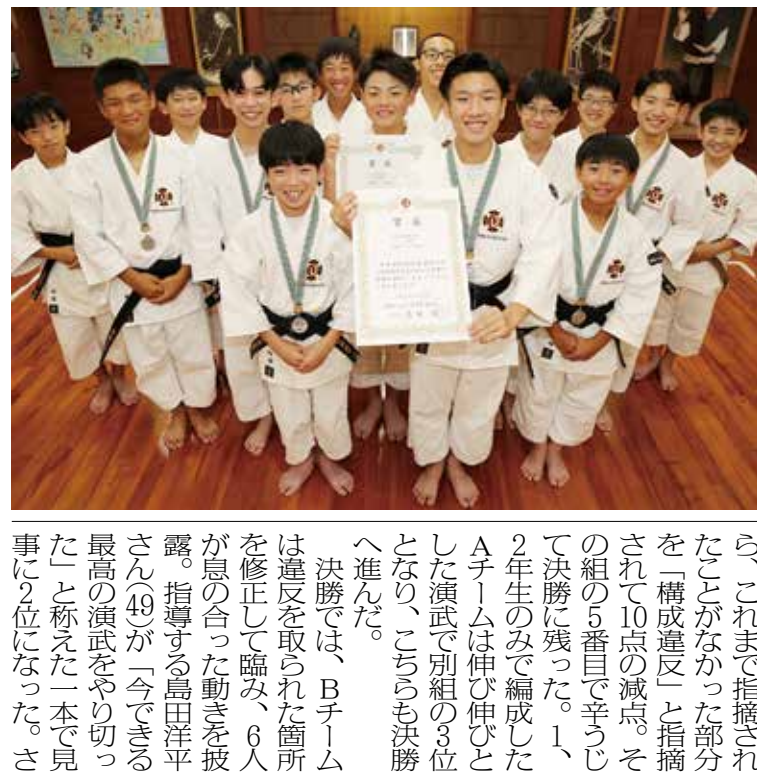 賞状
賞状
ら、これまで指摘され
たことがなかった部分
を「構成違反」と指摘
されて10点の減点。そ
の組の5番目で辛うじ
て決勝に残った。1、
2年生のみで編成した
Aチームは伸び伸びと
した演武で別組の3位
となり、こちらも決勝
へ進んだ。
決勝では、Bチーム
は違反を取られた箇所
を修正して臨み、6人
が息の合った動きを披
露。指導する島田洋平
さん(49)が「今できる
最高の演武をやり切っ
た」と称えた一本で見
事に2位になった。さ